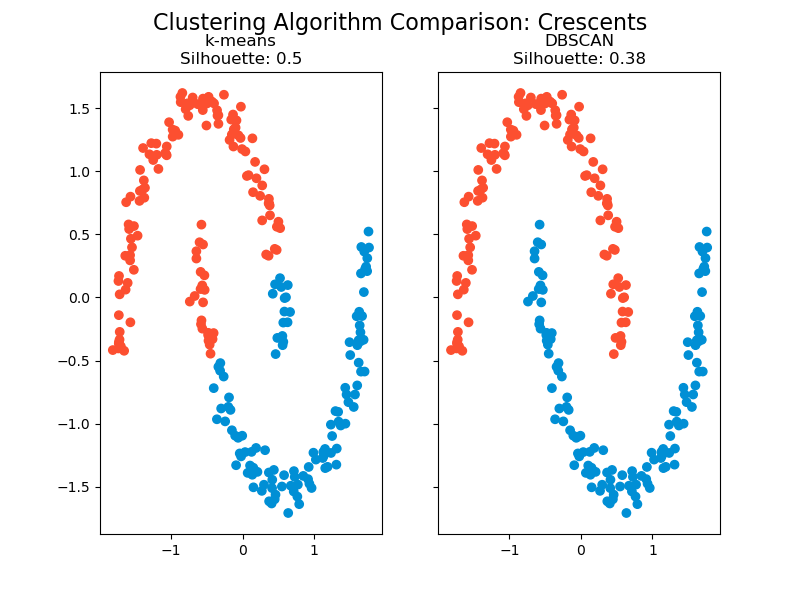 Clustering Algorithm Comparison: Crescents
k-means
Silhouette: 0.5
DBSCAN
Silhouette: 0.38
1.5
1.0
0.5
0.0
−0.5
−1.0
−1.5
−1 0 1
−1 0 1